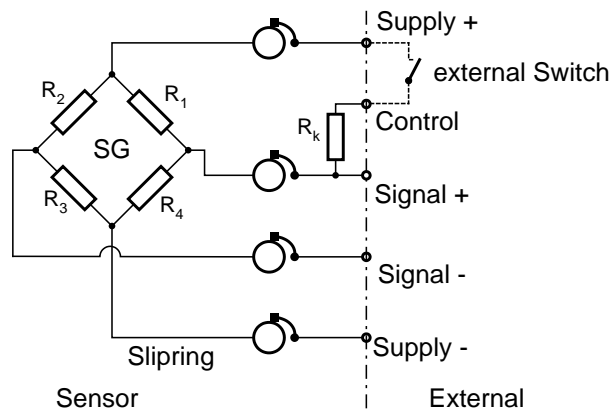 Supply +
external Switch
R2
R1
Rk
Control
SG
R3
R4
Signal +
Signal -
Supply -
Slipring
Sensor
External